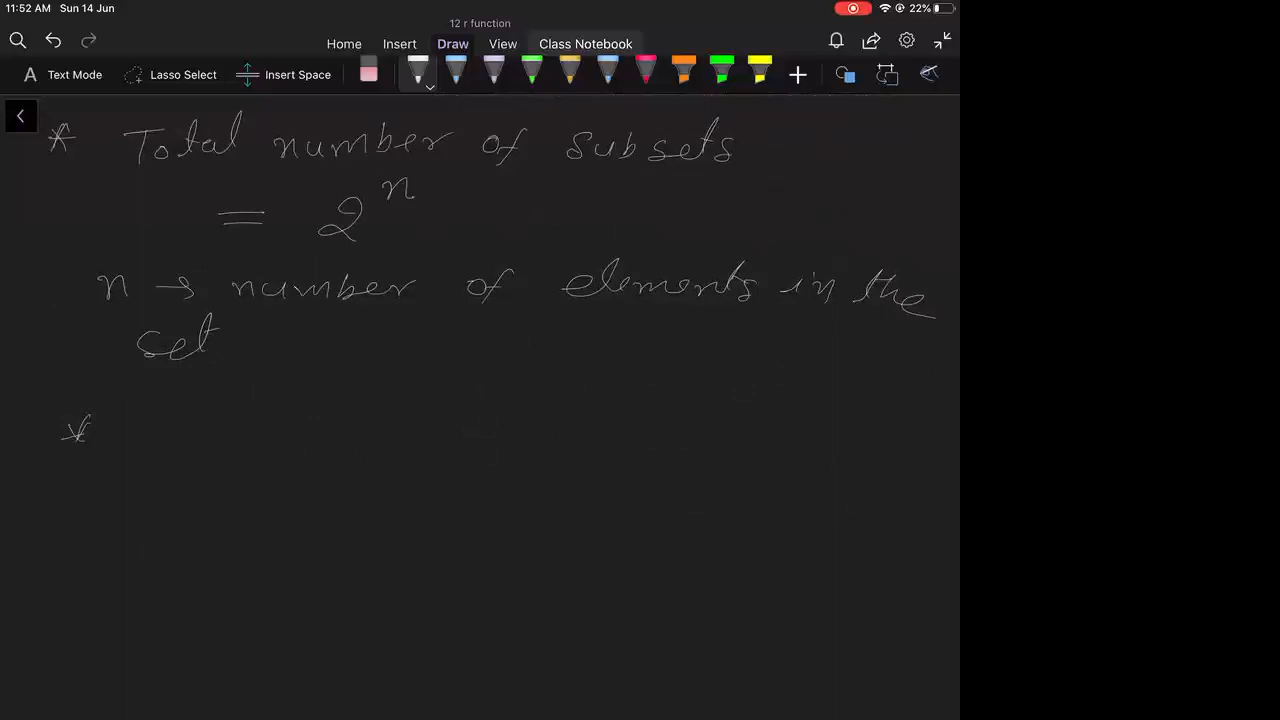 11:52 AM Sun 14 Jun 22%
12 r function
Home Insert Draw View Class Notebook
A Text Mode Lasso Select Insert Space
* Total number of subsets
= 2^n
n → number of elements in the
set
*